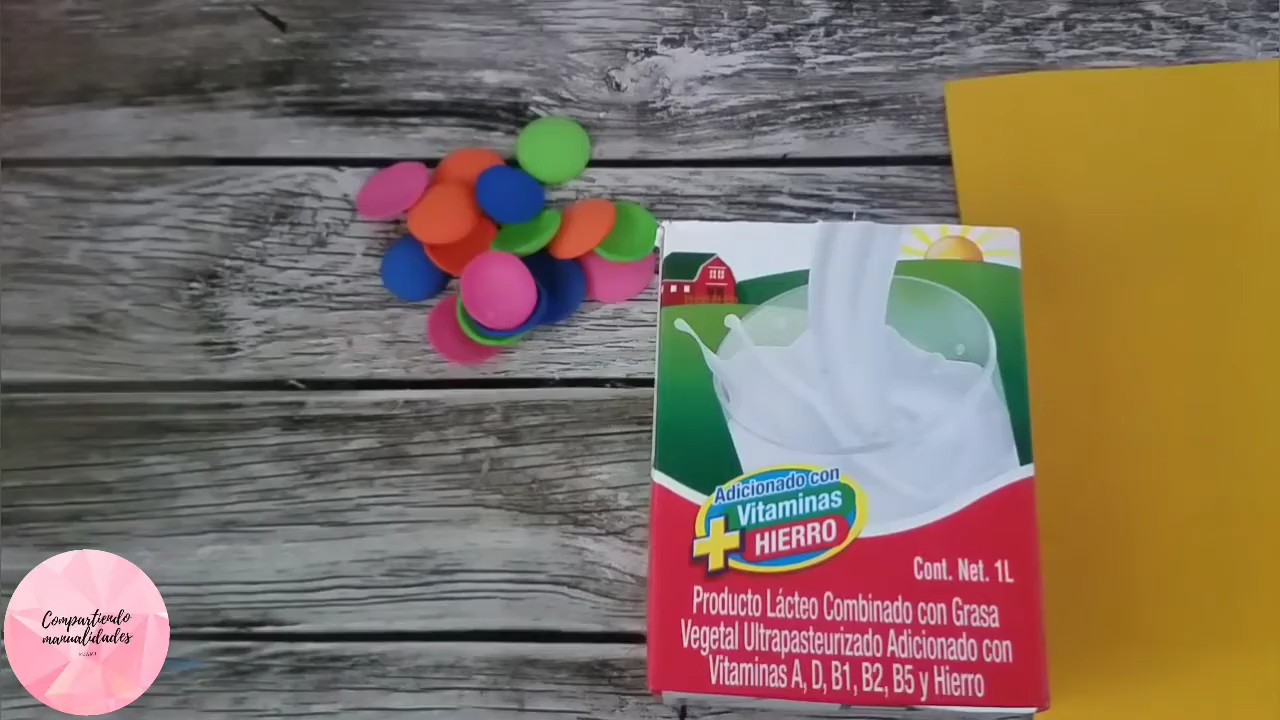 Adicionado con
Vitaminas
+ HIERRO
Cont. Net. 1L
Producto Lácteo Combinado con Grasa
Vegetal Ultrapasteurizado Adicionado con
Vitaminas A, D, B1, B2, B5 y Hierro
Compartiendo
manualidades